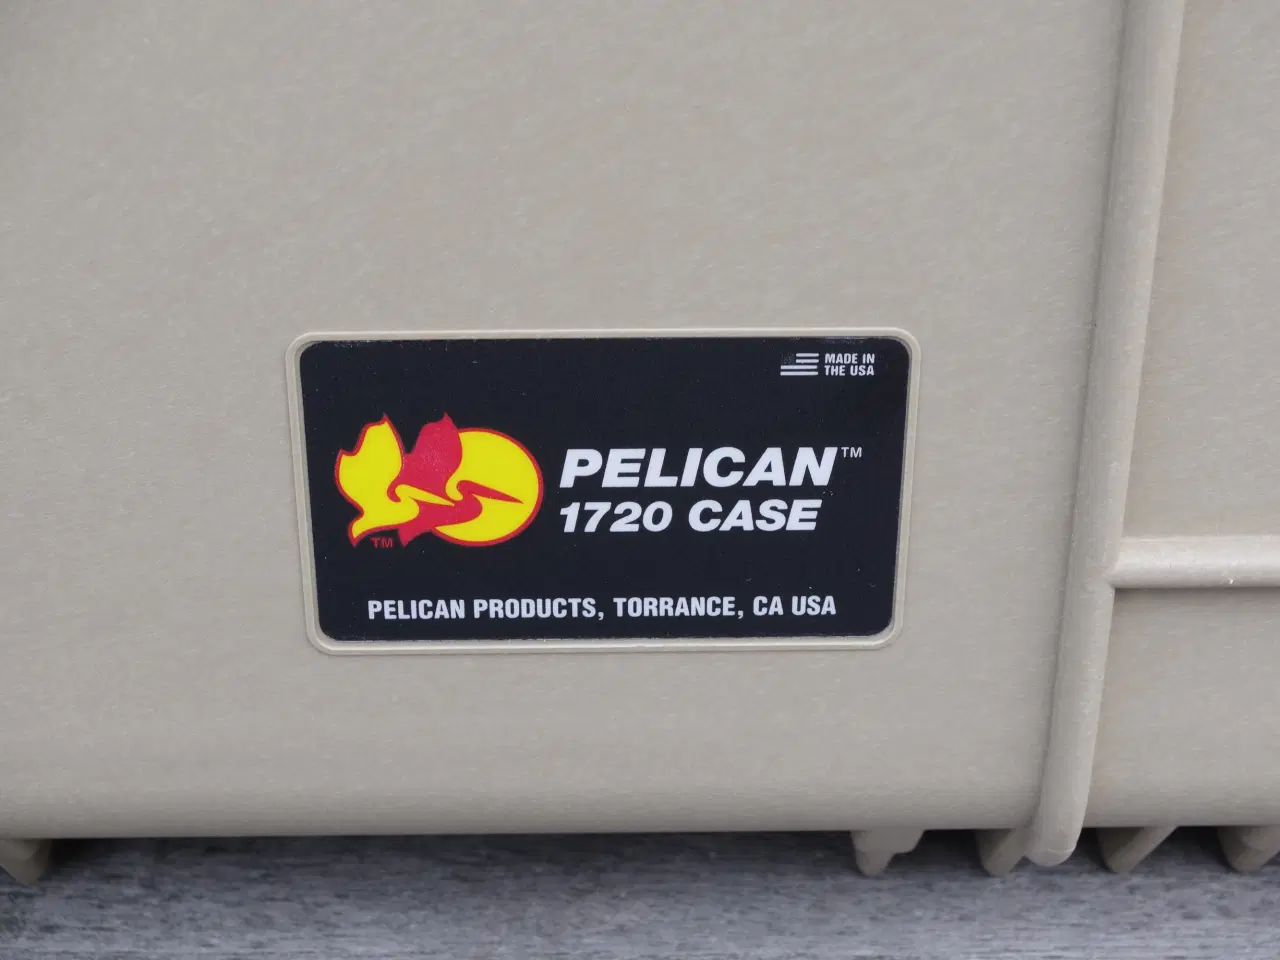 MADE IN
THE USA
PELICAN™
1720 CASE
TM
PELICAN PRODUCTS, TORRANCE, CA USA